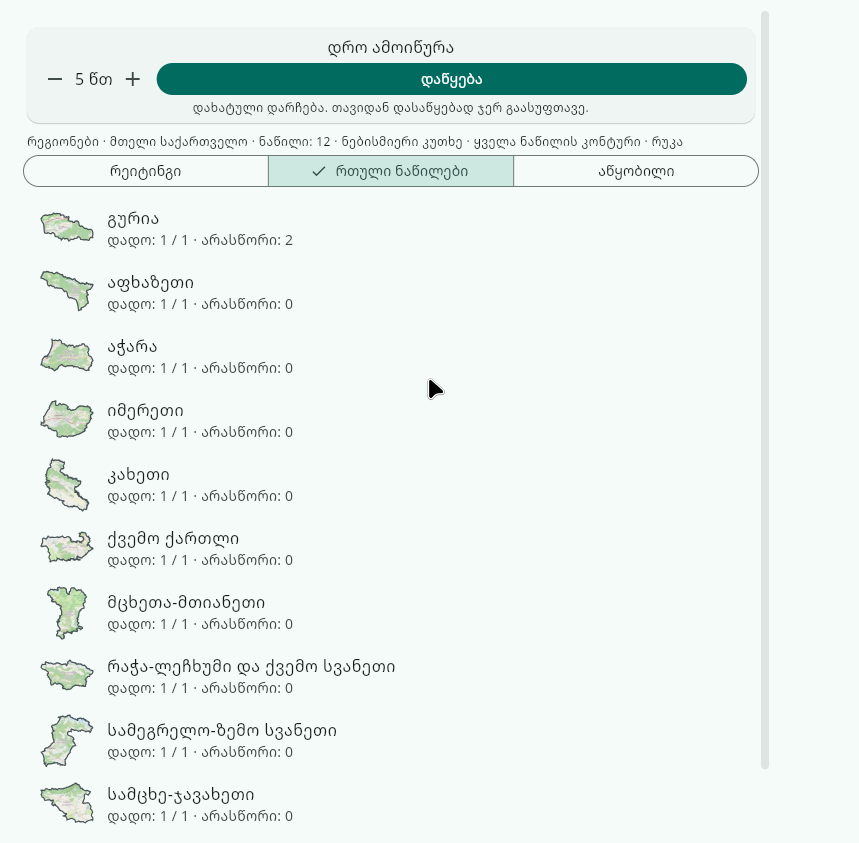 დრო ამოიწურა
− 5 წთ + დაწყება
დახატული დარჩება. თავიდან დასაწყებად ჯერ გაასუფთავე.
რეგიონები · მთელი საქართველო · ნაწილი: 12 · ნებისმიერი კუთხე · ყველა ნაწილის კონტური · რუკა
რეიტინგი ✓ რთული ნაწილები აწყობილი
გურია
დადო: 1 / 1 · არასწორი: 2
აფხაზეთი
დადო: 1 / 1 · არასწორი: 0
აჭარა
დადო: 1 / 1 · არასწორი: 0
იმერეთი
დადო: 1 / 1 · არასწორი: 0
კახეთი
დადო: 1 / 1 · არასწორი: 0
ქვემო ქართლი
დადო: 1 / 1 · არასწორი: 0
მცხეთა-მთიანეთი
დადო: 1 / 1 · არასწორი: 0
რაჭა-ლეჩხუმი და ქვემო სვანეთი
დადო: 1 / 1 · არასწორი: 0
სამეგრელო-ზემო სვანეთი
დადო: 1 / 1 · არასწორი: 0
სამცხე-ჯავახეთი
დადო: 1 / 1 · არასწორი: 0